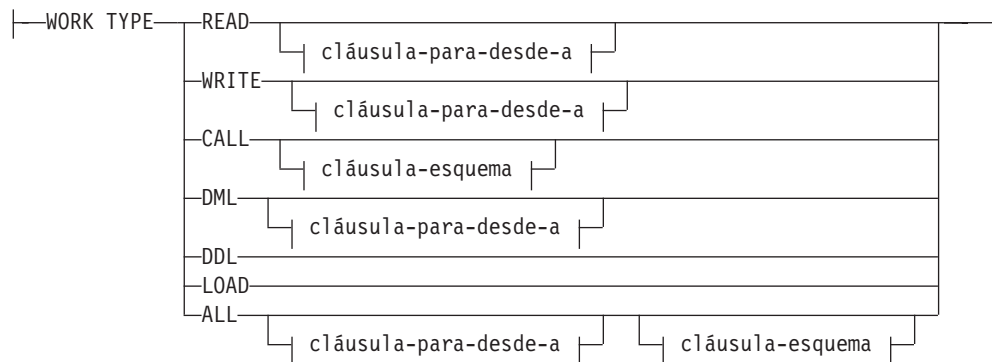 WORK TYPE READ
cláusula-para-desde-a
WRITE
cláusula-para-desde-a
CALL
cláusula-esquema
DML
cláusula-para-desde-a
DDL
LOAD
ALL
cláusula-para-desde-a cláusula-esquema